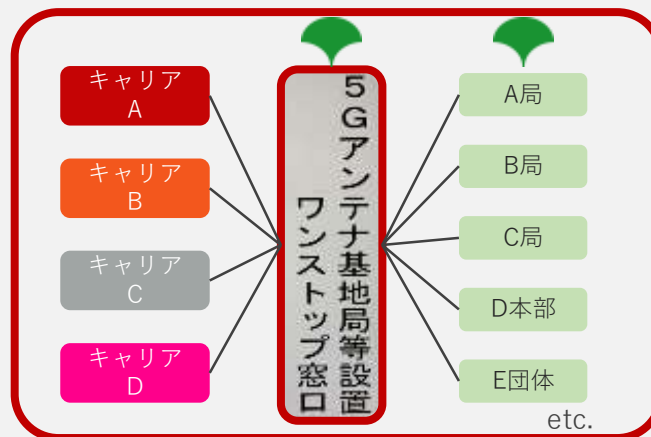 キャリア
A
キャリア
B
キャリア
C
キャリア
D
5Gアンテナ基地局等設置
ワンストップ窓口
A局
B局
C局
D本部
E団体
etc.